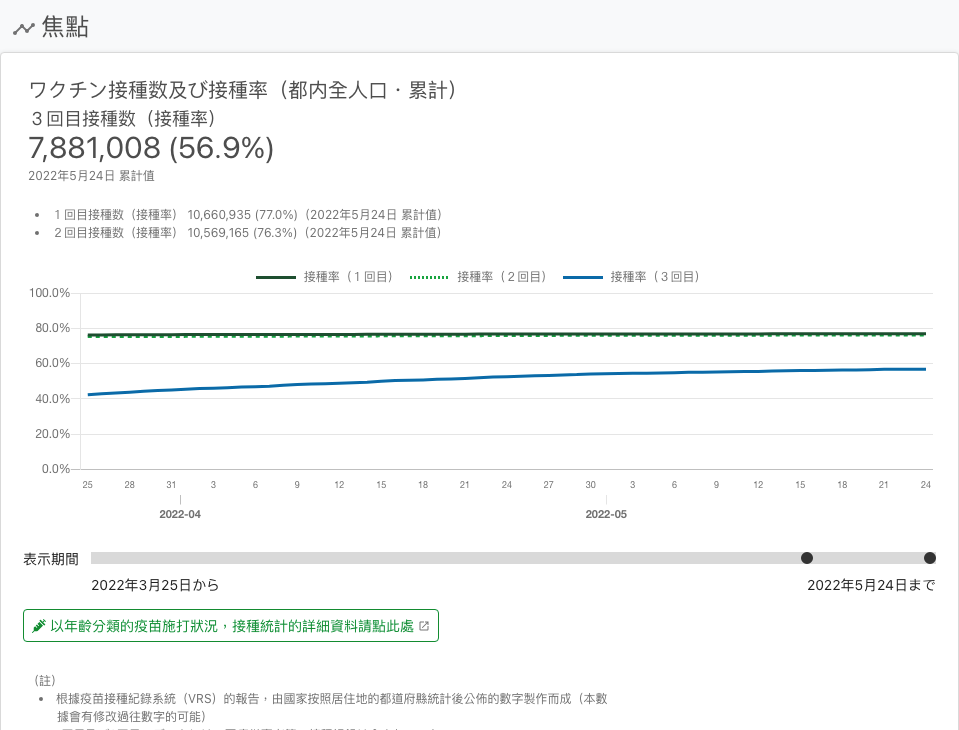 焦點
ワクチン接種数及び接種率（都内全人口・累計）
３回目接種数（接種率）
7,881,008 (56.9%)
2022年5月24日 累計値
• １回目接種数（接種率） 10,660,935 (77.0%)（2022年5月24日 累計値）
• ２回目接種数（接種率） 10,569,165 (76.3%)（2022年5月24日 累計値）
接種率（１回目） 接種率（２回目） 接種率（３回目）
100.0%
80.0%
60.0%
40.0%
20.0%
0.0%
25 28 31 3 6 9 12 15 18 21 24 27 30 3 6 9 12 15 18 21 24
2022-04 2022-05
表示期間
2022年3月25日から 2022年5月24日まで
以年齡分類的疫苗施打狀況，接種統計的詳細資料請點此處
（註）
• 根據疫苗接種紀錄系統（VRS）的報告，由國家按照居住地的都道府縣統計後公佈的數字製作而成（本數
據會有修改過往數字的可能）